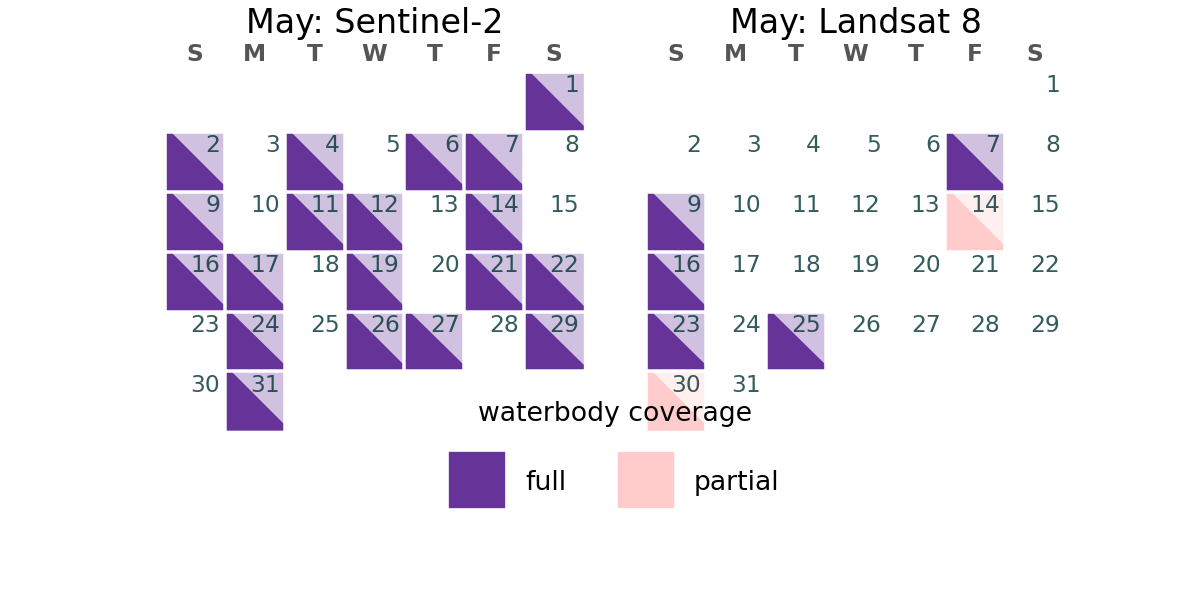 May: Sentinel-2
S M T W T F S
1
2 3 4 5 6 7 8
9 10 11 12 13 14 15
16 17 18 19 20 21 22
23 24 25 26 27 28 29
30 31
May: Landsat 8
S M T W T F S
1
2 3 4 5 6 7 8
9 10 11 12 13 14 15
16 17 18 19 20 21 22
23 24 25 26 27 28 29
30 31
waterbody coverage
full partial